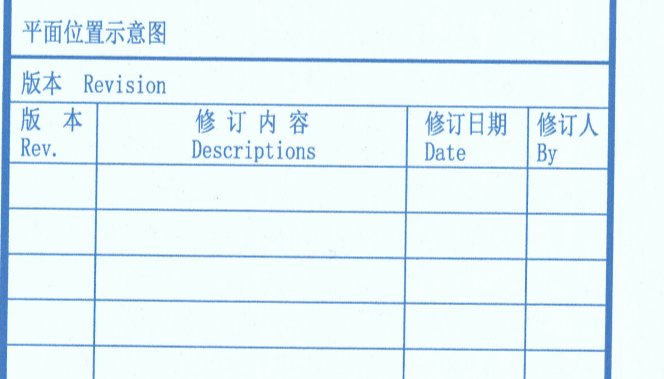 平面位置示意图
版本 Revision
版 本 修 订 内 容 修订日期 修订人
Rev. Descriptions Date By